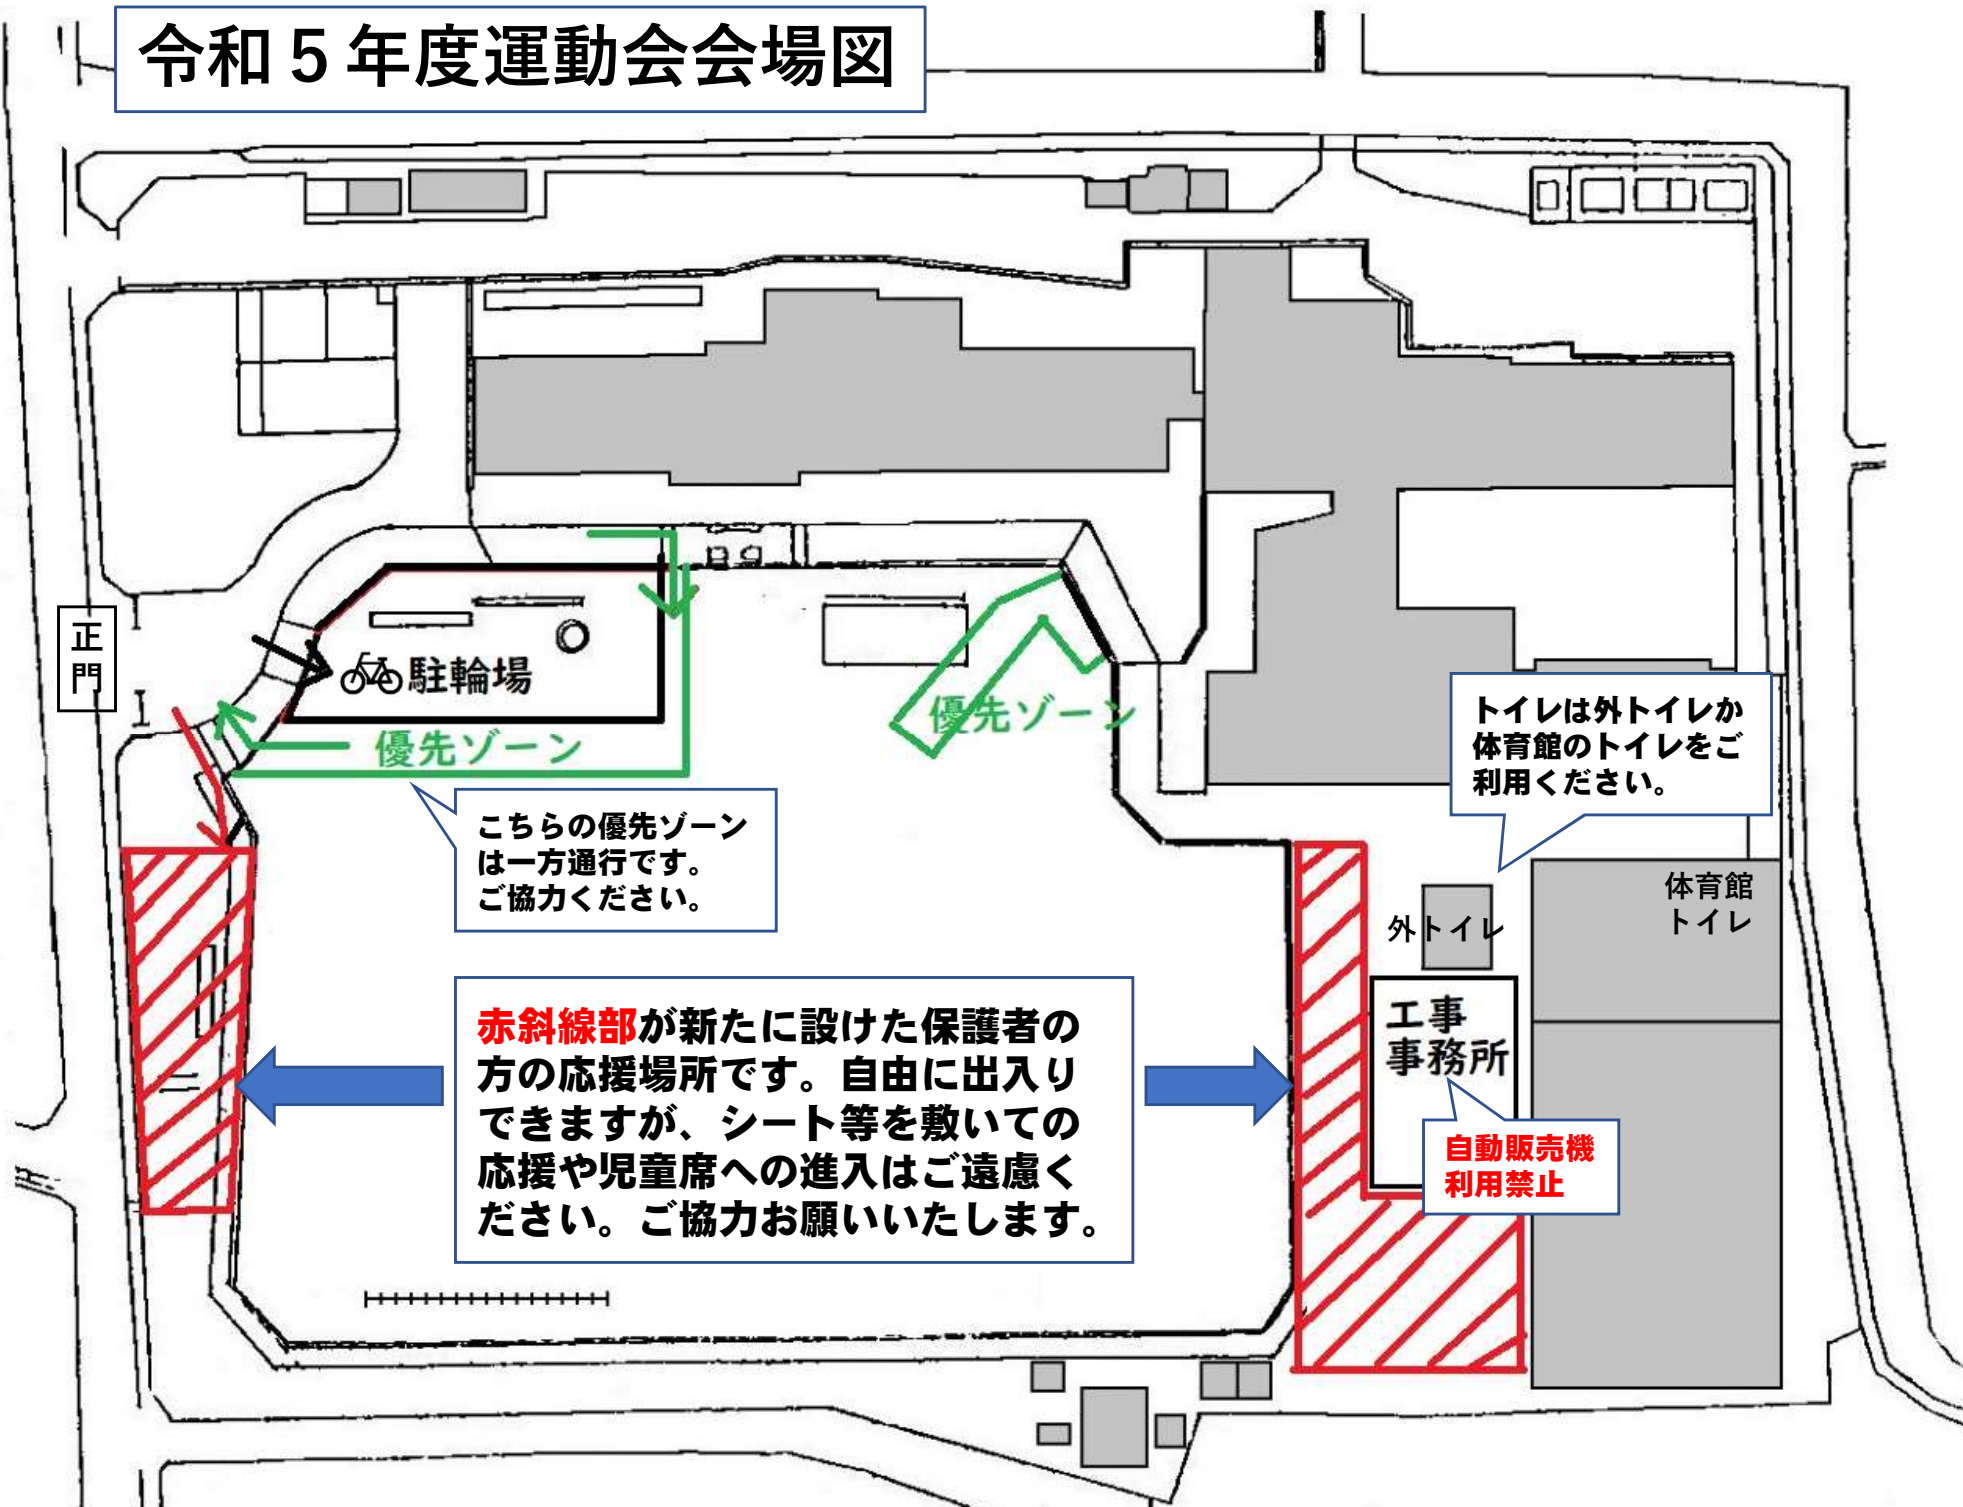 令和５年度運動会会場図
正
門
駐輪場
優先ゾーン
優先ゾーン
こちらの優先ゾーン
は一方通行です。
ご協力ください。
トイレは外トイレか
体育館のトイレをご
利用ください。
体育館
トイレ
外トイレ
工事
事務所
自動販売機
利用禁止
赤斜線部が新たに設けた保護者の
方の応援場所です。自由に出入り
できますが、シート等を敷いての
応援や児童席への進入はご遠慮く
ださい。ご協力お願いいたします。